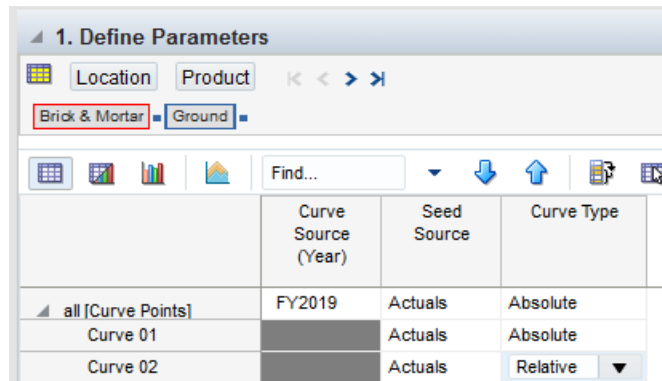 1. Define Parameters
Location Product
Brick & Mortar Ground
Find...
Curve Source (Year) Seed Source Curve Type
all [Curve Points] FY2019 Actuals Absolute
Curve 01 Actuals Absolute
Curve 02 Actuals Relative